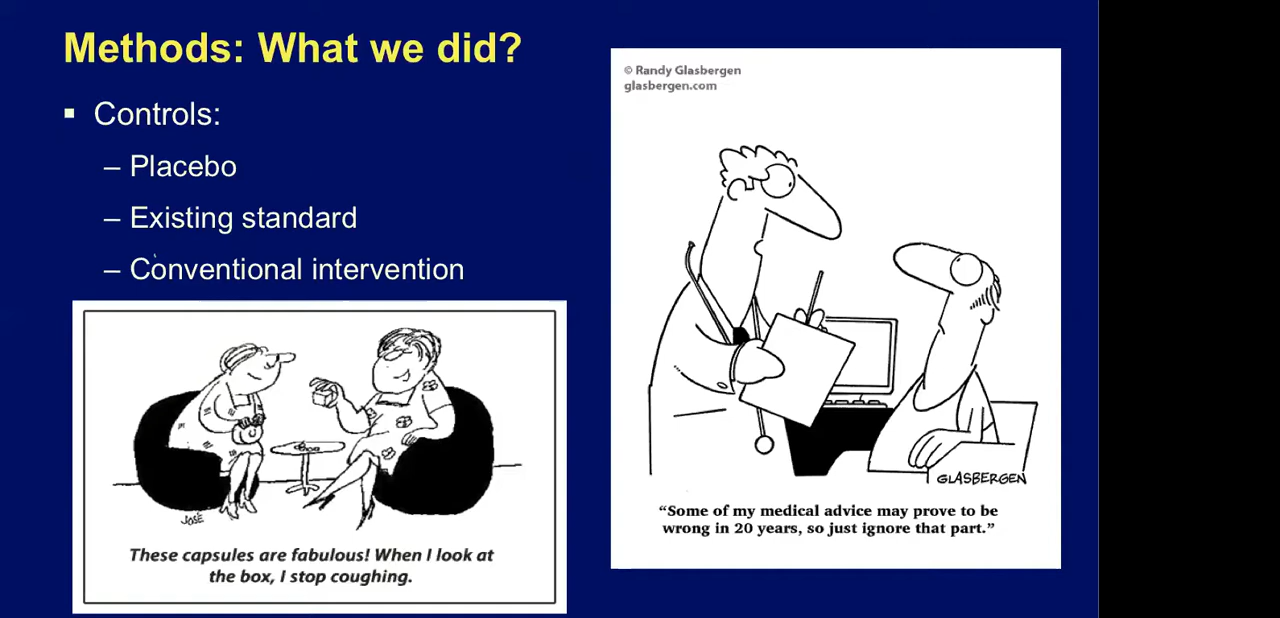 Methods: What we did?
▪ Controls:
– Placebo
– Existing standard
– Conventional intervention
JOSÉ
These capsules are fabulous! When I look at
the box, I stop coughing.
© Randy Glasbergen
glasbergen.com
GLASBERGEN
“Some of my medical advice may prove to be
wrong in 20 years, so just ignore that part.”